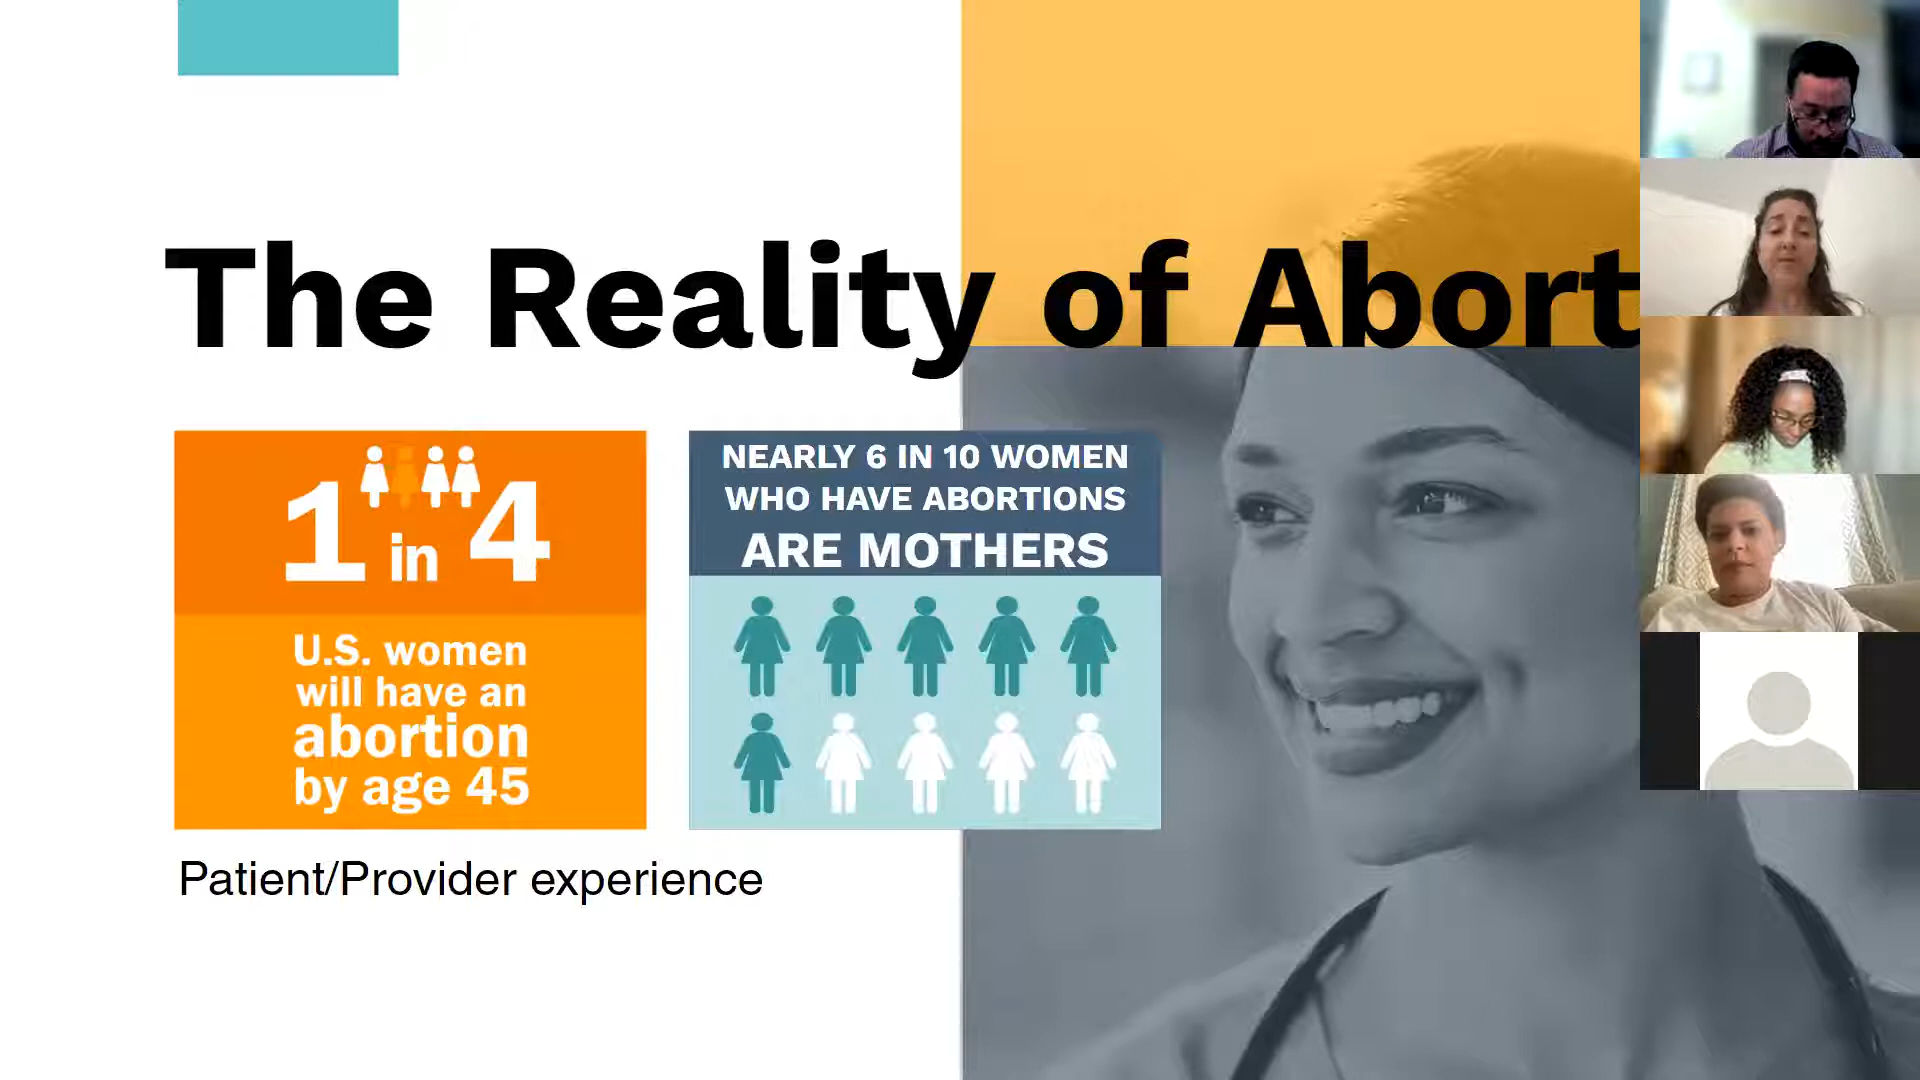 The Reality of Abort
1 in 4
U.S. women
will have an
abortion
by age 45
NEARLY 6 IN 10 WOMEN
WHO HAVE ABORTIONS
ARE MOTHERS
Patient/Provider experience